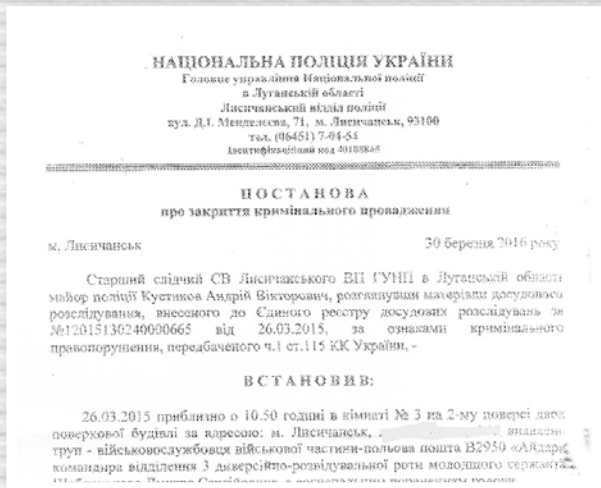 НАЦІОНАЛЬНА ПОЛІЦІЯ УКРАЇНИ
Головне управління Національної поліції
в Луганській області
Лисичанський відділ поліції
вул. Д.І. Менделєєва, 71, м. Лисичанськ, 93100
тел. (06451) 7-04-54
Ідентифікаційний код
ПОСТАНОВА
про закриття кримінального провадження
м. Лисичанськ 30 березня 2016 року
Старший слідчий СВ Лисичанського ВП ГУНП в Луганській області
майор поліції Кустиков Андрій Вікторович, розглянувши матеріали досудового
розслідування, внесеного до Єдиного реєстру досудових розслідувань за
№12015130240000665 від 26.03.2015, за ознаками кримінального
правопорушення, передбаченого ч.1 ст.115 КК України, -
ВСТАНОВИВ:
26.03.2015 приблизно о 10.50 годині в кімнаті № 3 на 2-му поверсі двох
поверхової будівлі за адресою: м. Лисичанськ, виявлено
труп - військовослужбовця військової частини-польова пошта В2950 «Айдар»
командира відділення 3 диверсійно-розвідувальної роти молодшого сержанта